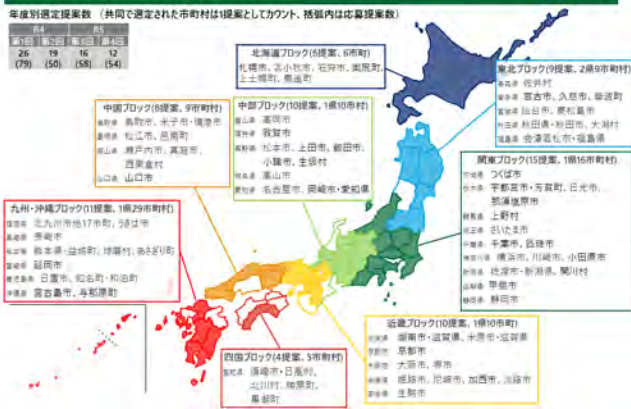 年度別選定提案数 （共同で選定された市町村は1提案としてカウント、括弧内は応募提案数）
R4 R5
第1回 第2回 第3回 第4回
26 19 16 12
(79) (50) (58) (54)
北海道ブロック(6提案、6市町)
札幌市、苫小牧市、石狩市、奥尻町、
上士幌町、鹿追町
東北ブロック(9提案、2県9市町村)
青森県 佐井村
岩手県 宮古市、久慈市、紫波町
宮城県 仙台市、東松島市
秋田県 秋田県・秋田市、大潟村
福島県 会津若松市・福島県
中国ブロック(8提案、9市町村)
鳥取県 鳥取市、米子市・境港市
島根県 松江市、邑南町
岡山県 瀬戸内市、真庭市、
西粟倉村
山口県 山口市
中部ブロック(10提案、1県10市村)
富山県 高岡市
福井県 敦賀市
長野県 松本市、上田市、飯田市、
小諸市、生坂村
岐阜県 高山市
愛知県 名古屋市、岡崎市・愛知県
関東ブロック(15提案、1県16市町村)
茨城県 つくば市
栃木県 宇都宮市・芳賀町、日光市、
那須塩原市
群馬県 上野村
埼玉県 さいたま市
千葉県 千葉市、匝瑳市
神奈川県 横浜市、川崎市、小田原市
新潟県 佐渡市・新潟県、関川村
山梨県 甲斐市
静岡県 静岡市
九州・沖縄ブロック(11提案、1県29市町村)
福岡県 北九州市他17市町、うきは市
長崎県 長崎市
熊本県 熊本県・益城町、球磨村、あさぎり町
宮崎県 延岡市
鹿児島県 日置市、知名町・和泊町
沖縄県 宮古島市、与那原町
四国ブロック(4提案、5市町村)
高知県 須崎市・日高村、
北川村、梼原町、
黒潮町
近畿ブロック(10提案、1県10市町)
滋賀県 湖南市・滋賀県、米原市・滋賀県
京都府 京都市
大阪府 大阪市、堺市
兵庫県 姫路市、尼崎市、加西市、淡路市
奈良県 生駒市